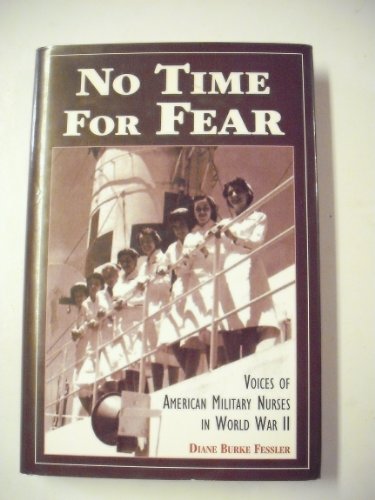 NO TIME
FOR FEAR
VOICES OF
AMERICAN MILITARY NURSES
IN WORLD WAR II
DIANE BURKE FESSLER